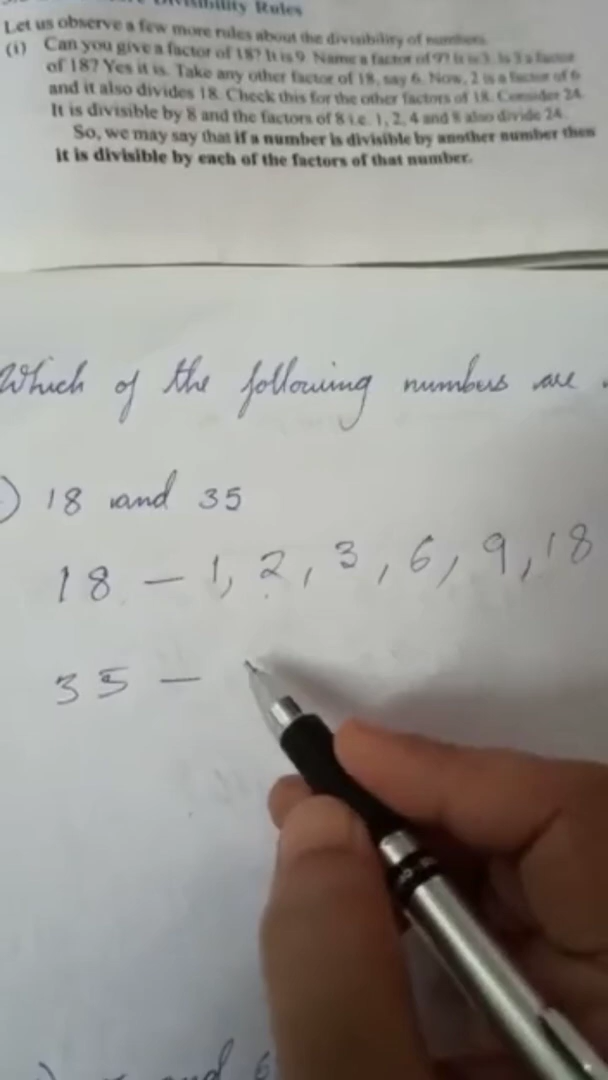 Divisibility Rules
Let us observe a few more rules about the divisibility of numbers.
(i) Can you give a factor of 18? It is 9. Name a factor of 9? It is 3. Is 3 a factor
of 18? Yes it is. Take any other factor of 18, say 6. Now, 2 is a factor of 6
and it also divides 18. Check this for the other factors of 18. Consider 24.
It is divisible by 8 and the factors of 8 i.e. 1, 2, 4 and 8 also divide 24.
So, we may say that if a number is divisible by another number then
it is divisible by each of the factors of that number.
Which of the following numbers are
) 18 and 35
18 – 1, 2, 3, 6, 9, 18
35 –
and 6